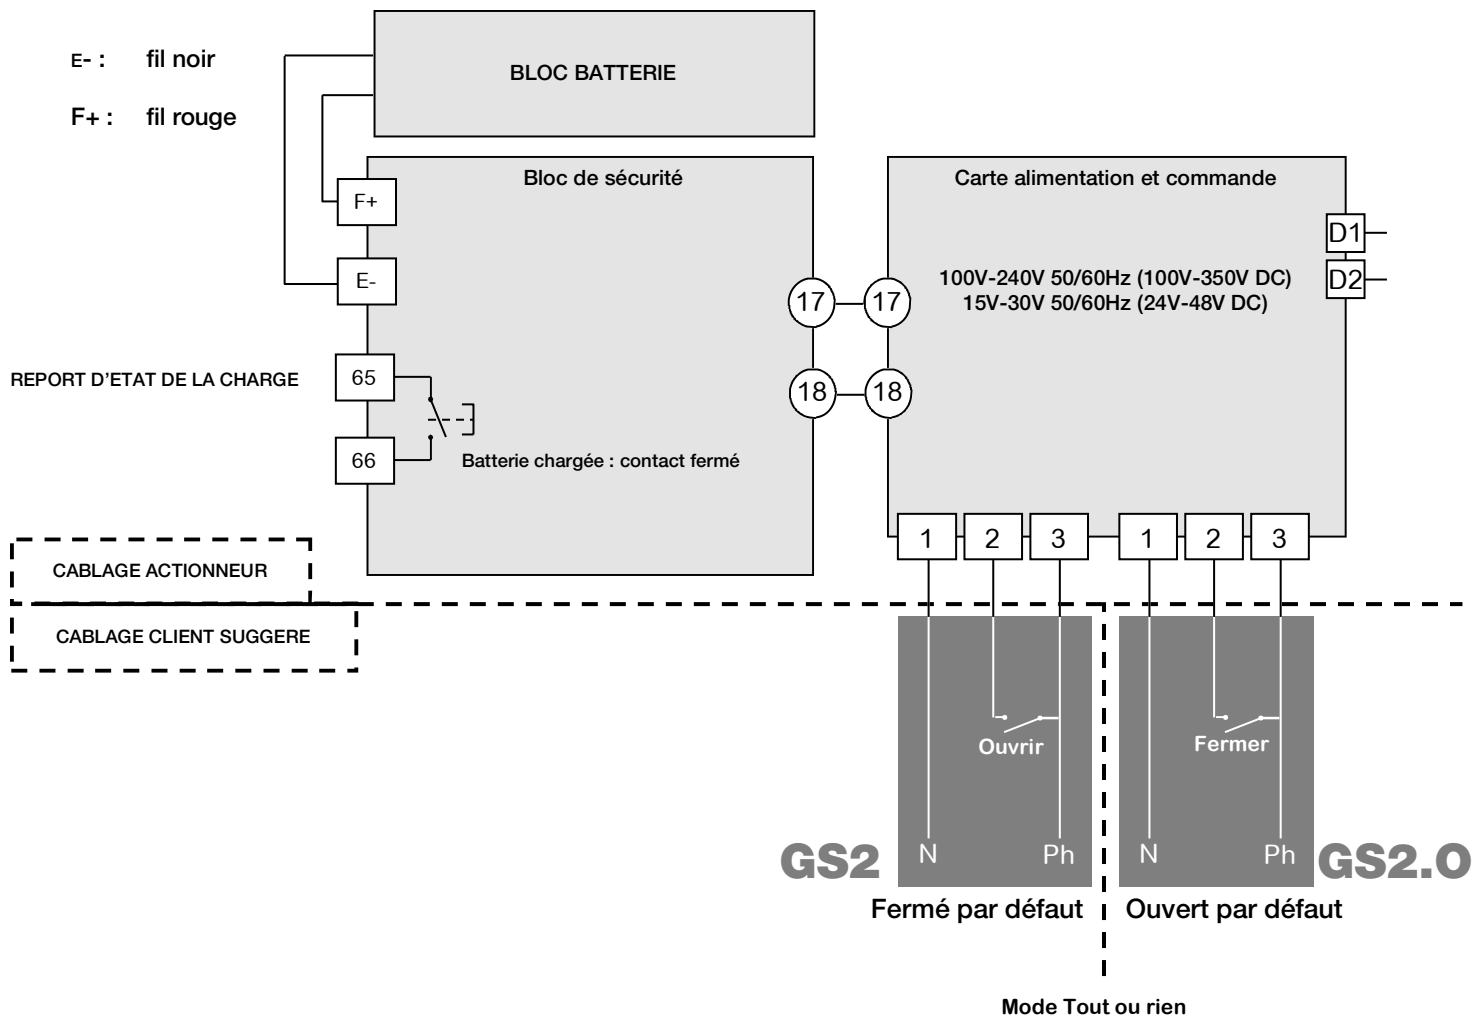 E- : fil noir
F+ : fil rouge
BLOC BATTERIE
Bloc de sécurité
F+
E-
REPORT D'ETAT DE LA CHARGE
65
66
Batterie chargée : contact fermé
17
17
18
18
Carte alimentation et commande
100V-240V 50/60Hz (100V-350V DC)
15V-30V 50/60Hz (24V-48V DC)
D1
D2
1
2
3
1
2
3
CABLAGE ACTIONNEUR
CABLAGE CLIENT SUGGERE
Ouvrir
Fermer
GS2
N
Ph
N
Ph
GS2.0
Fermé par défaut
Ouvert par défaut
Mode Tout ou rien